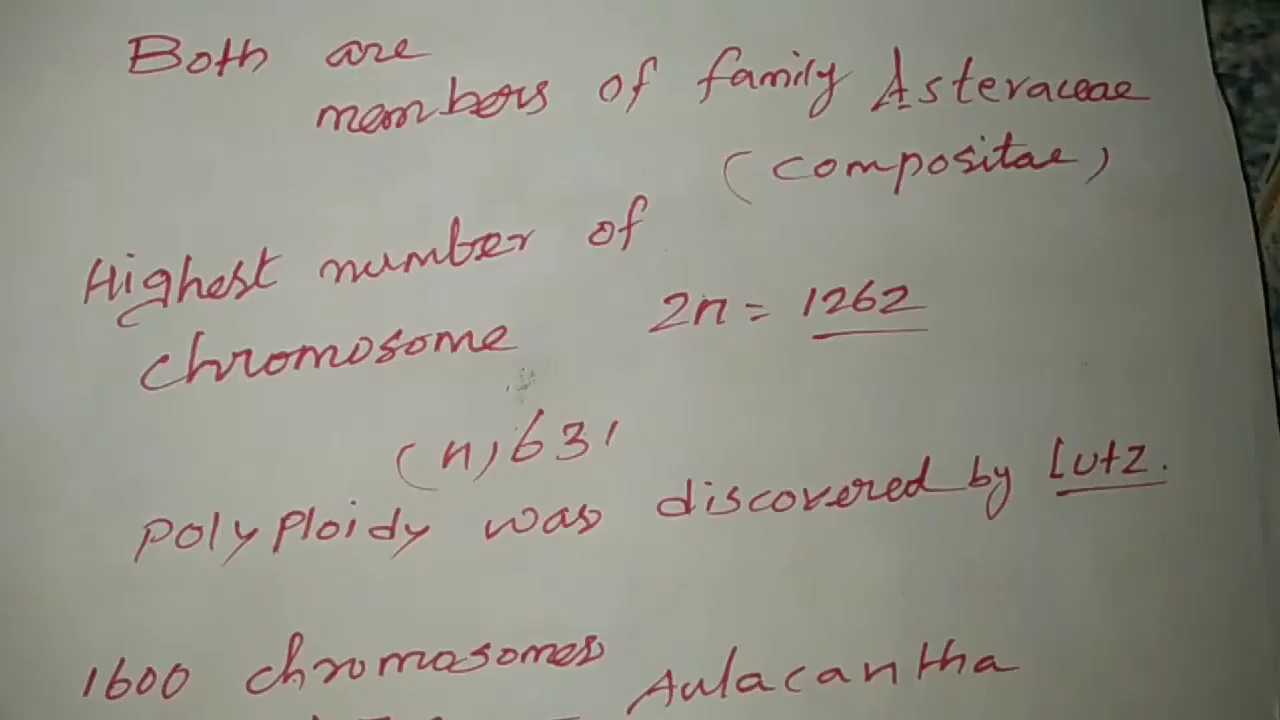 Both are
members of family Asteraceae
(compositae)
Highest number of
chromosome 2n = 1262
(n) 631
polyploidy was discovered by Lutz.
1600 chromosomes Aulacantha